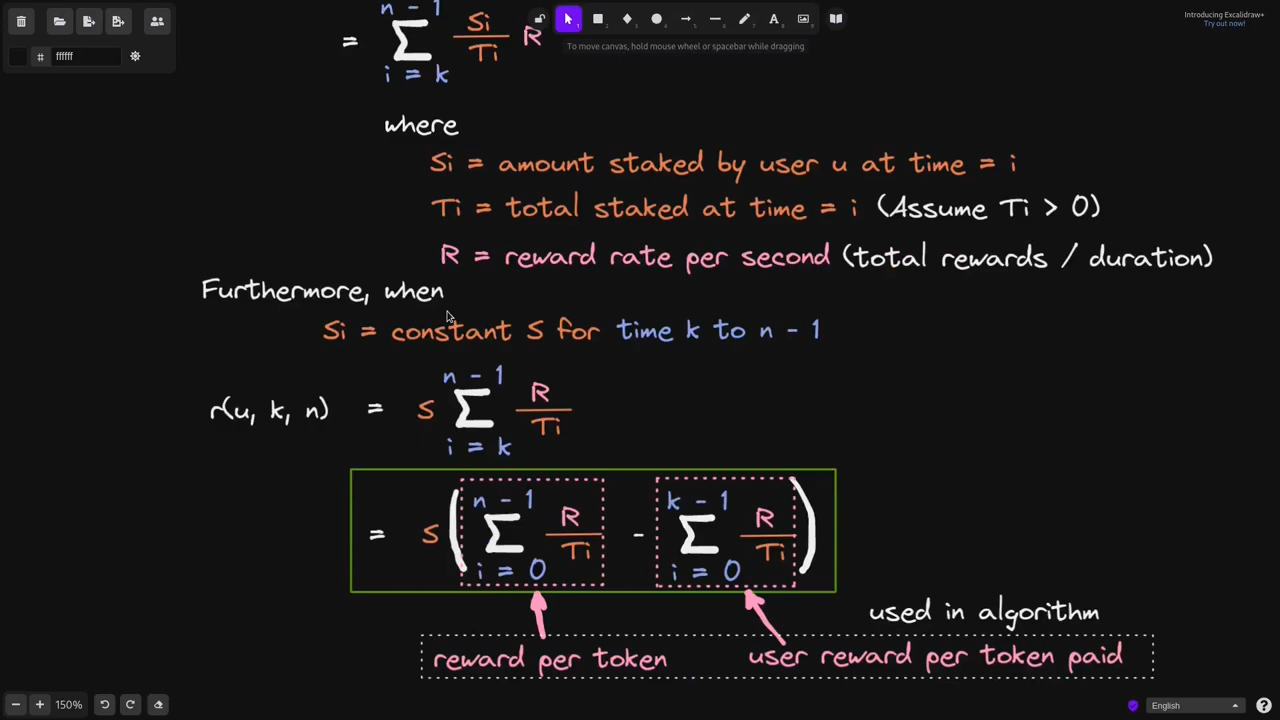 Introducing Excalidraw+
Try out now!
# ffffff
To move canvas, hold mouse wheel or spacebar while dragging
n - 1
= Σ Si / Ti R
i = k
where
Si = amount staked by user u at time = i
Ti = total staked at time = i (Assume Ti > 0)
R = reward rate per second (total rewards / duration)
Furthermore, when
Si = constant S for time k to n - 1
n - 1
r(u, k, n) = S Σ R / Ti
i = k
n - 1 k - 1
= S ( Σ R / Ti - Σ R / Ti )
i = 0 i = 0
used in algorithm
reward per token user reward per token paid
150%
English